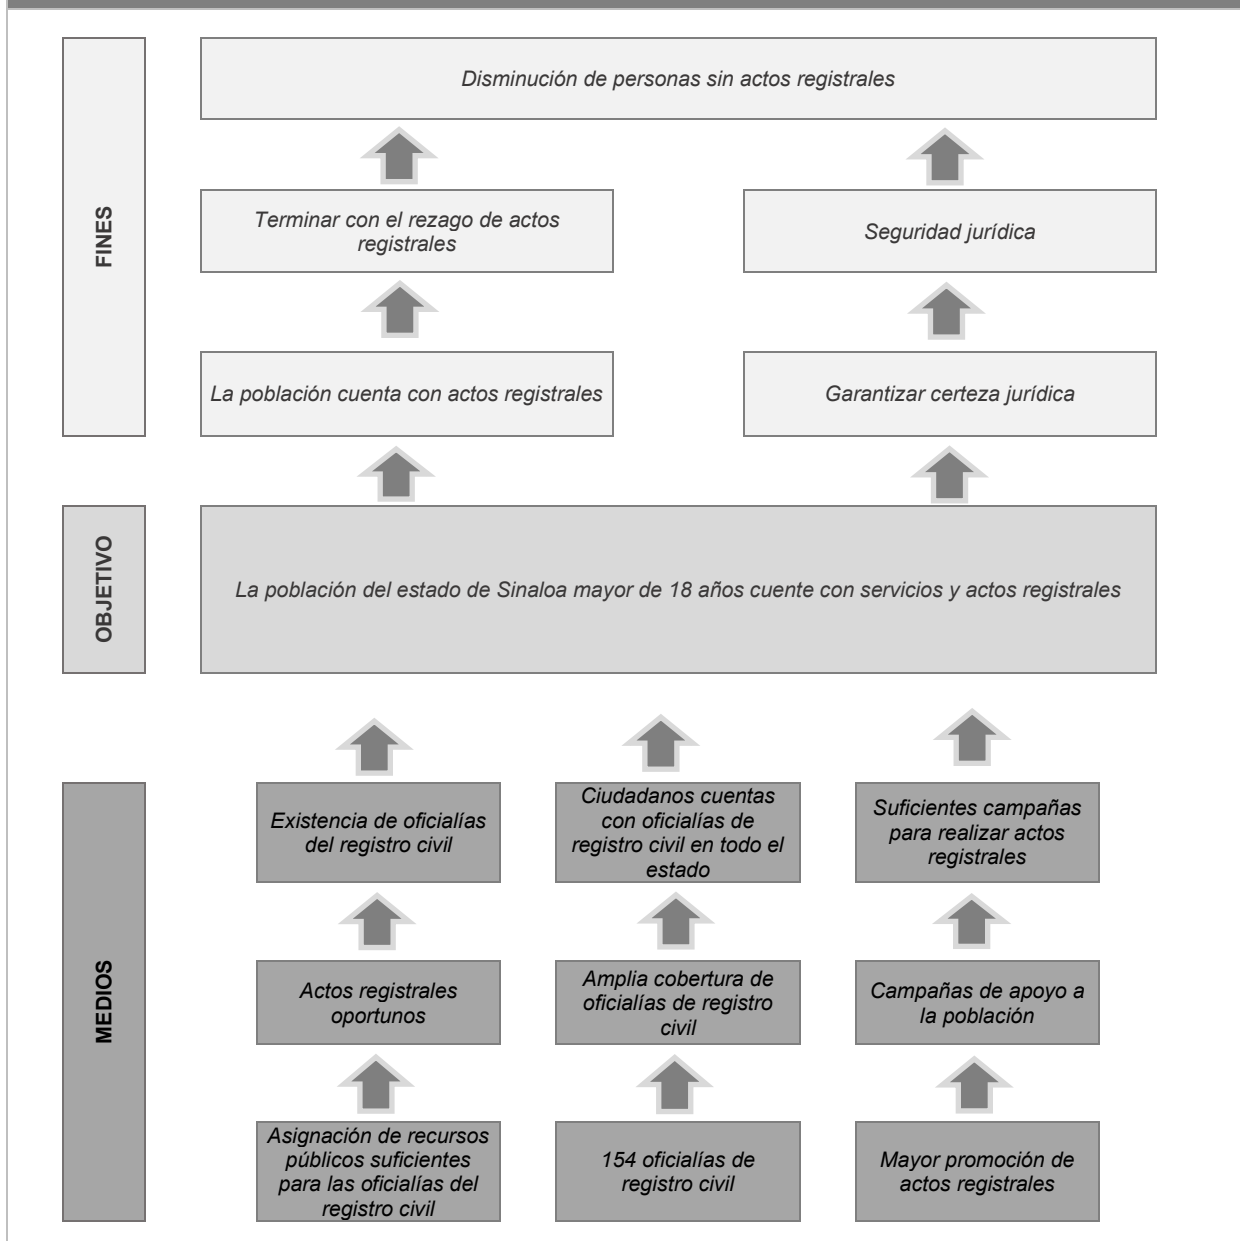 FINES
Disminución de personas sin actos registrales
Terminar con el rezago de actos
registrales
Seguridad jurídica
La población cuenta con actos registrales
Garantizar certeza jurídica
OBJETIVO
La población del estado de Sinaloa mayor de 18 años cuente con servicios y actos registrales
MEDIOS
Existencia de oficialías
del registro civil
Ciudadanos cuentas
con oficialías de
registro civil en todo el
estado
Suficientes campañas
para realizar actos
registrales
Actos registrales
oportunos
Amplia cobertura de
oficialías de registro
civil
Campañas de apoyo a
la población
Asignación de recursos
públicos suficientes
para las oficialías del
registro civil
154 oficialías de
registro civil
Mayor promoción de
actos registrales